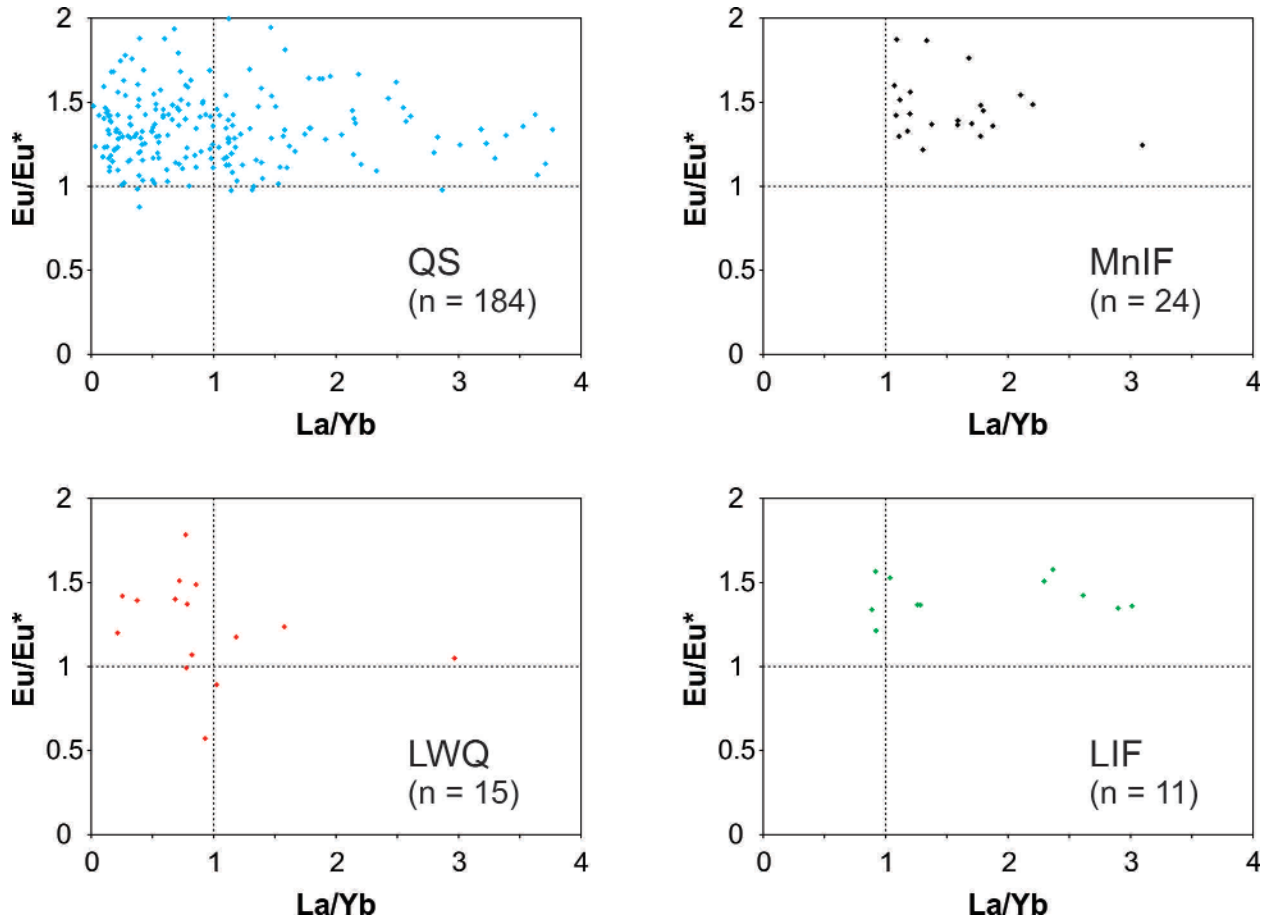 2
1.5
1
0.5
0
Eu/Eu*
QS
(n = 184)
0 1 2 3 4
La/Yb
2
1.5
1
0.5
0
Eu/Eu*
MnIF
(n = 24)
0 1 2 3 4
La/Yb
2
1.5
1
0.5
0
Eu/Eu*
LWQ
(n = 15)
0 1 2 3 4
La/Yb
2
1.5
1
0.5
0
Eu/Eu*
LIF
(n = 11)
0 1 2 3 4
La/Yb